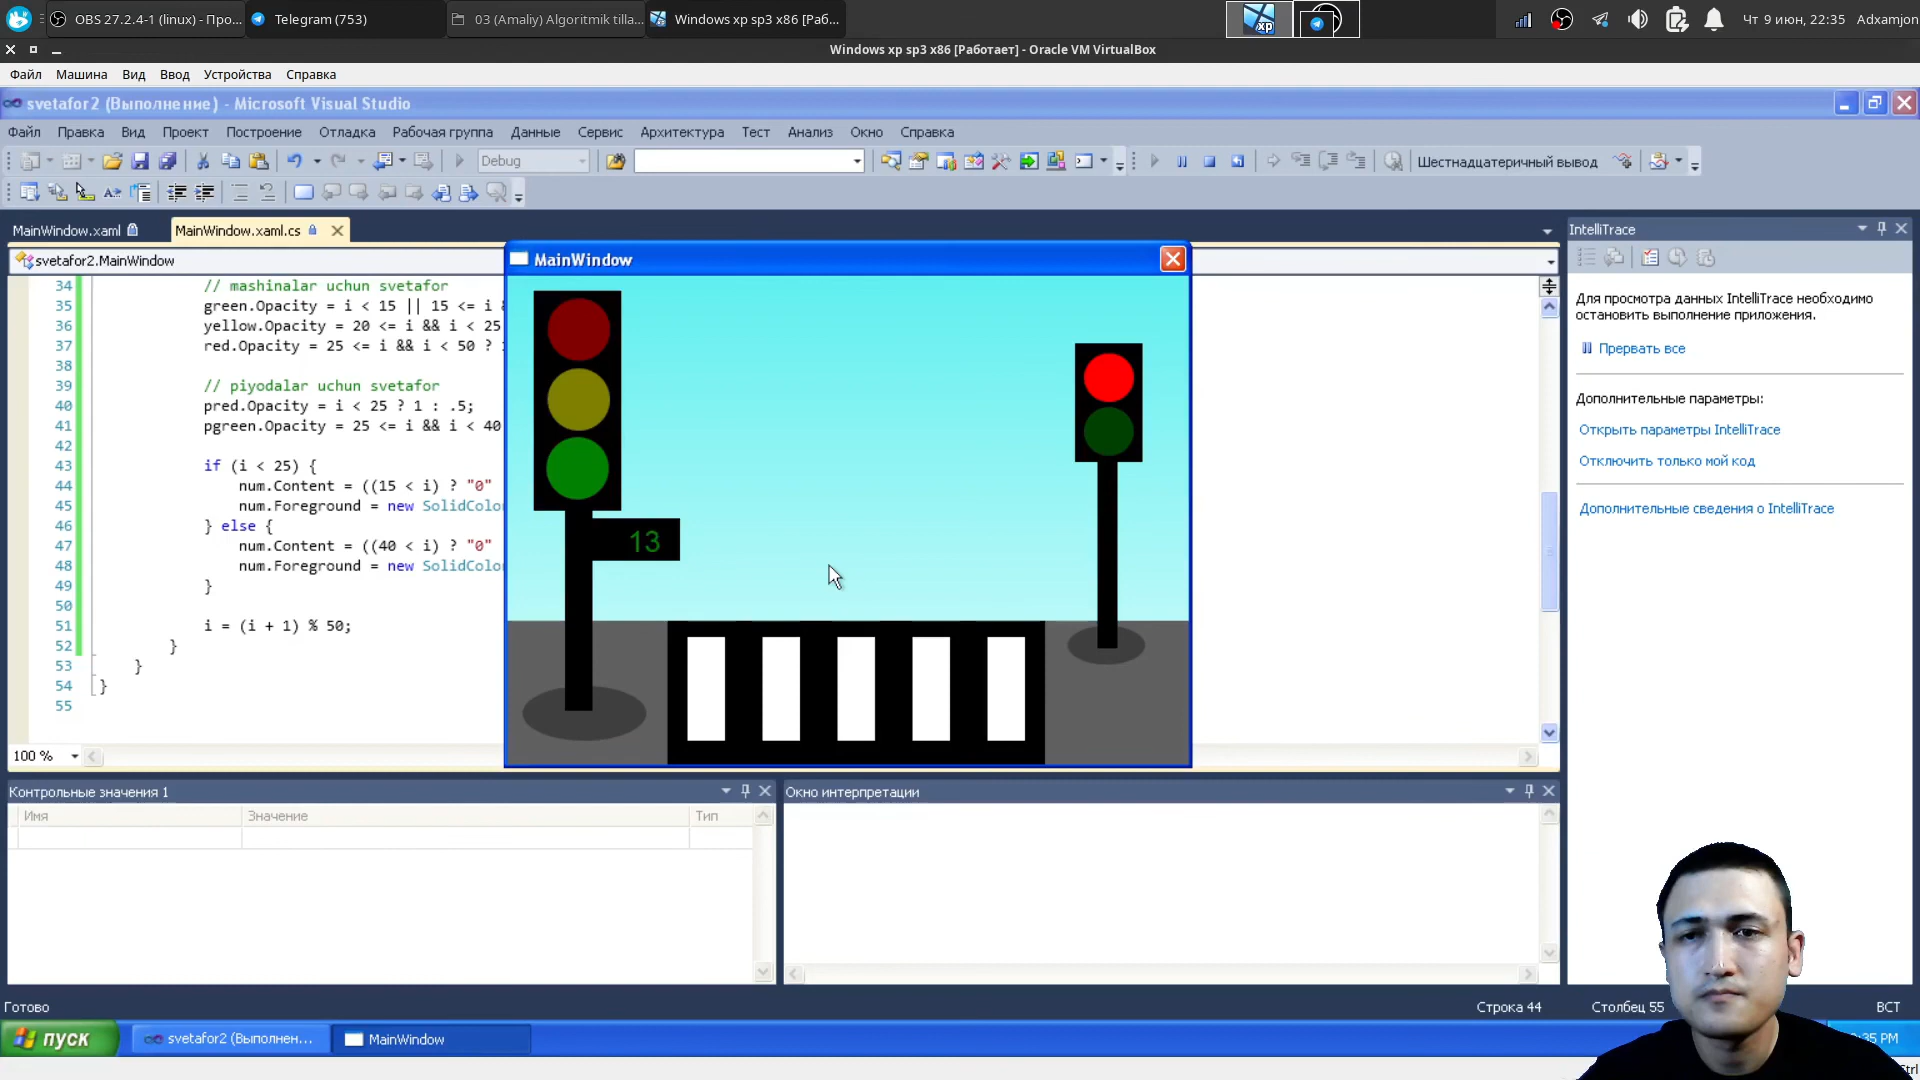 OBS 27.2.4-1 (linux) - Про...
Telegram (753)
03 (Amaliy) Algoritmik tilla...
Windows xp sp3 x86 [Раб...
Чт 9 июн, 22:35
Adxamjon
Windows xp sp3 x86 [Работает] - Oracle VM VirtualBox
Файл Машина Вид Ввод Устройства Справка
svetafor2 (Выполнение) - Microsoft Visual Studio
Файл Правка Вид Проект Построение Отладка Рабочая группа Данные Сервис Архитектура Тест Анализ Окно Справка
Debug
Шестнадцатеричный вывод
MainWindow.xaml
MainWindow.xaml.cs
svetafor2.MainWindow
34 // mashinalar uchun svetafor
35 green.Opacity = i < 15 || 15 <= i &
36 yellow.Opacity = 20 <= i && i < 25
37 red.Opacity = 25 <= i && i < 50 ?
38
39 // piyodalar uchun svetafor
40 pred.Opacity = i < 25 ? 1 : .5;
41 pgreen.Opacity = 25 <= i && i < 40
42
43 if (i < 25) {
44 num.Content = ((15 < i) ? "0"
45 num.Foreground = new SolidColo
46 } else {
47 num.Content = ((40 < i) ? "0"
48 num.Foreground = new SolidColo
49 }
50
51 i = (i + 1) % 50;
52 }
53 }
54 }
55
100 %
MainWindow
13
IntelliTrace
Для просмотра данных IntelliTrace необходимо
остановить выполнение приложения.
Прервать все
Дополнительные параметры:
Открыть параметры IntelliTrace
Отключить только мой код
Дополнительные сведения о IntelliTrace
Контрольные значения 1
Имя Значение Тип
Окно интерпретации
Готово
Строка 44 Столбец 55 ВСТ
пуск
svetafor2 (Выполнен...
MainWindow
:35 PM
Ctrl